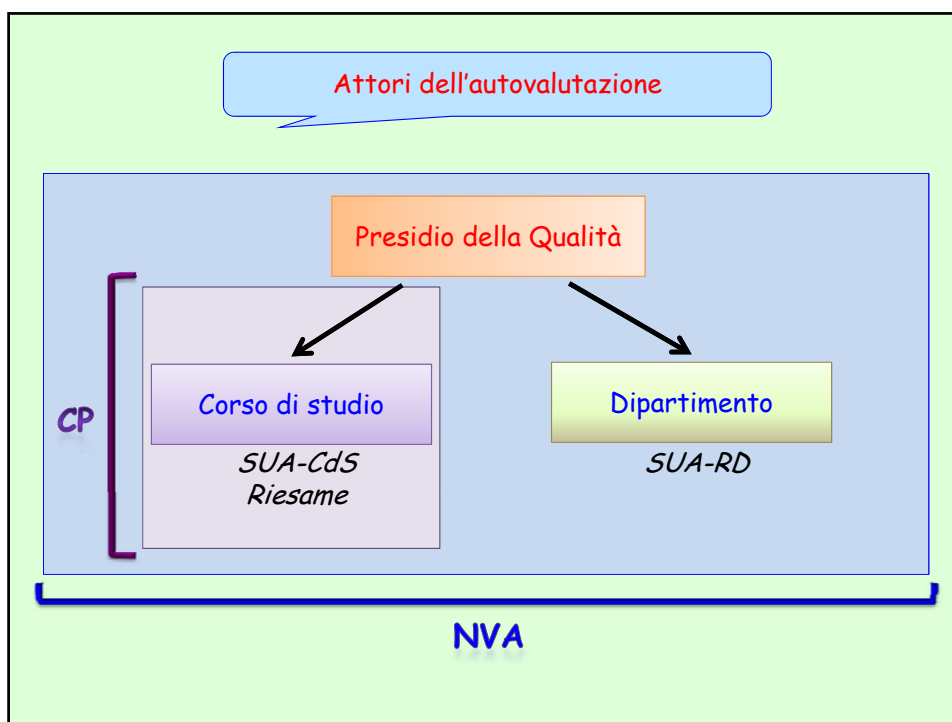 Attori dell'autovalutazione
Presidio della Qualità
Corso di studio
SUA-CdS
Riesame
CP
Dipartimento
SUA-RD
NVA